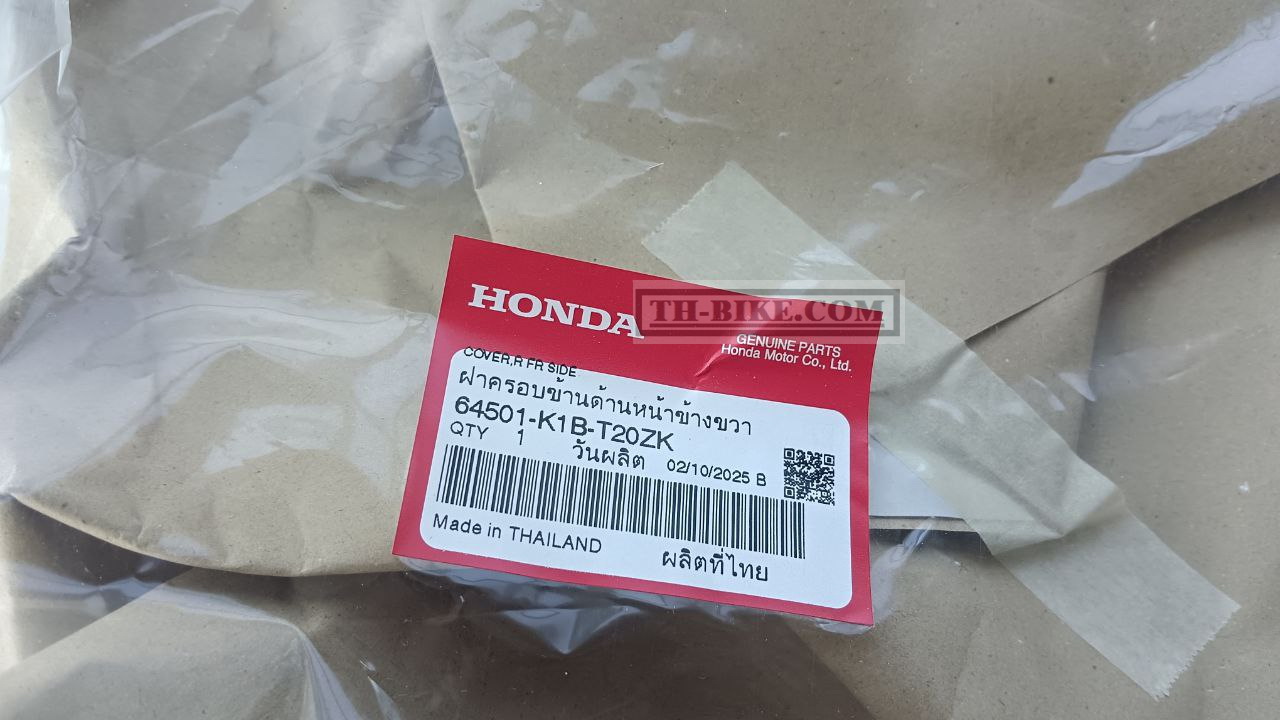 HONDA
TH-BIKE.COM
GENUINE PARTS
Honda Motor Co., Ltd.
COVER,R FR SIDE
ฝาครอบข้านด้านหน้าข้างขวา
64501-K1B-T20ZK
QTY 1
วันผลิต 02/10/2025 B
Made in THAILAND
ผลิตที่ไทย